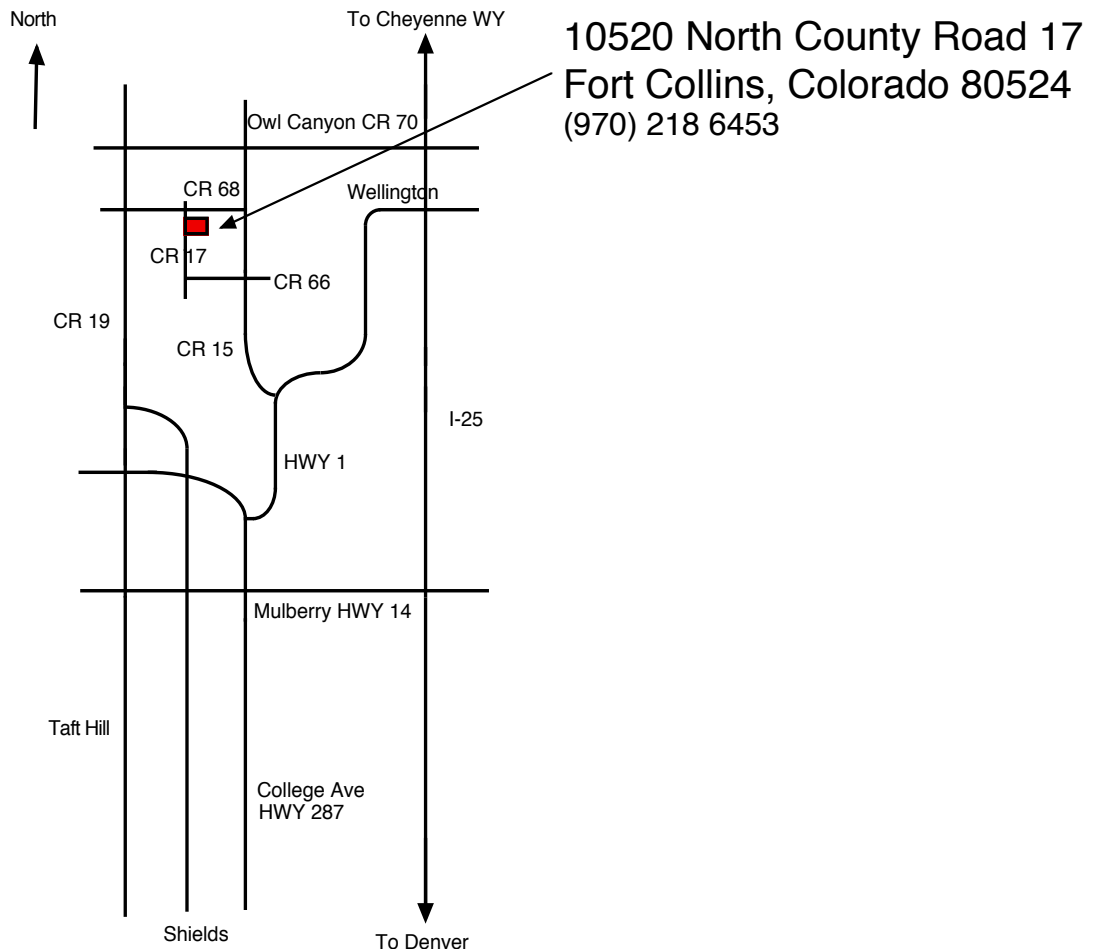 North
To Cheyenne WY
10520 North County Road 17
Fort Collins, Colorado 80524
(970) 218 6453
Owl Canyon CR 70
CR 68
Wellington
CR 17
CR 66
CR 19
CR 15
I-25
HWY 1
Mulberry HWY 14
Taft Hill
College Ave
HWY 287
Shields
To Denver